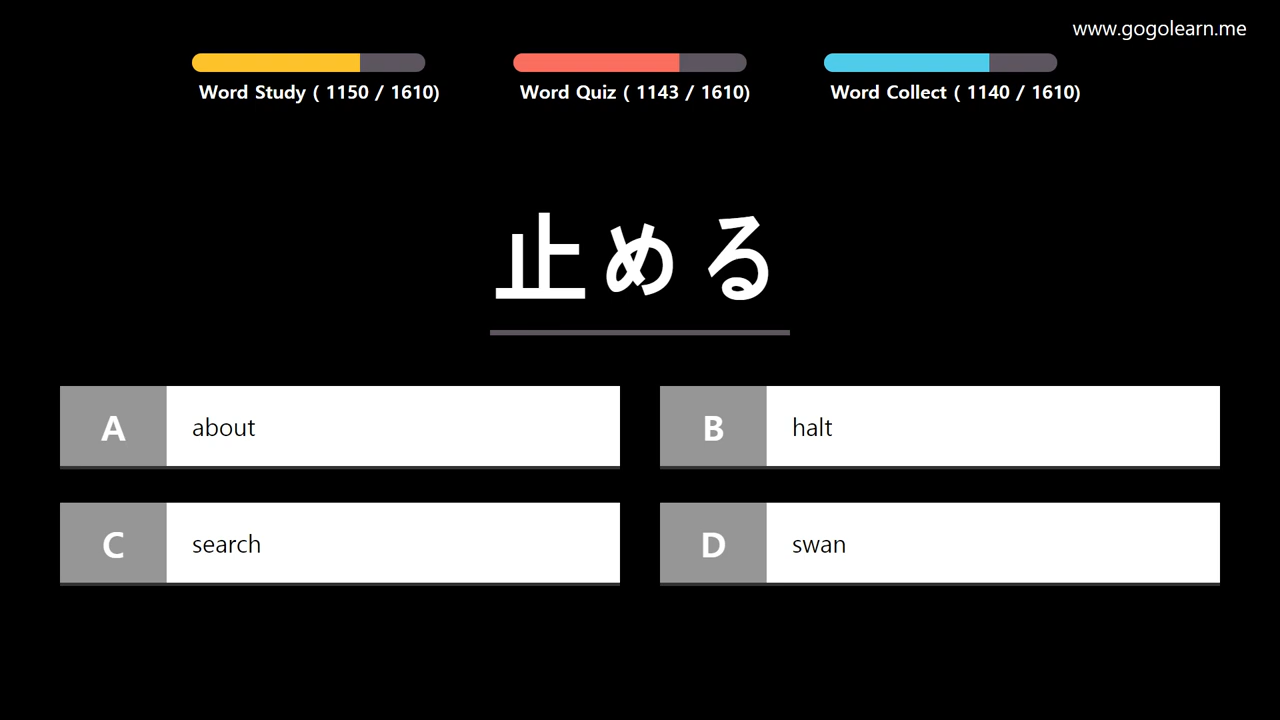 www.gogolearn.me
Word Study ( 1150 / 1610)
Word Quiz ( 1143 / 1610)
Word Collect ( 1140 / 1610)
止める
A about
B halt
C search
D swan